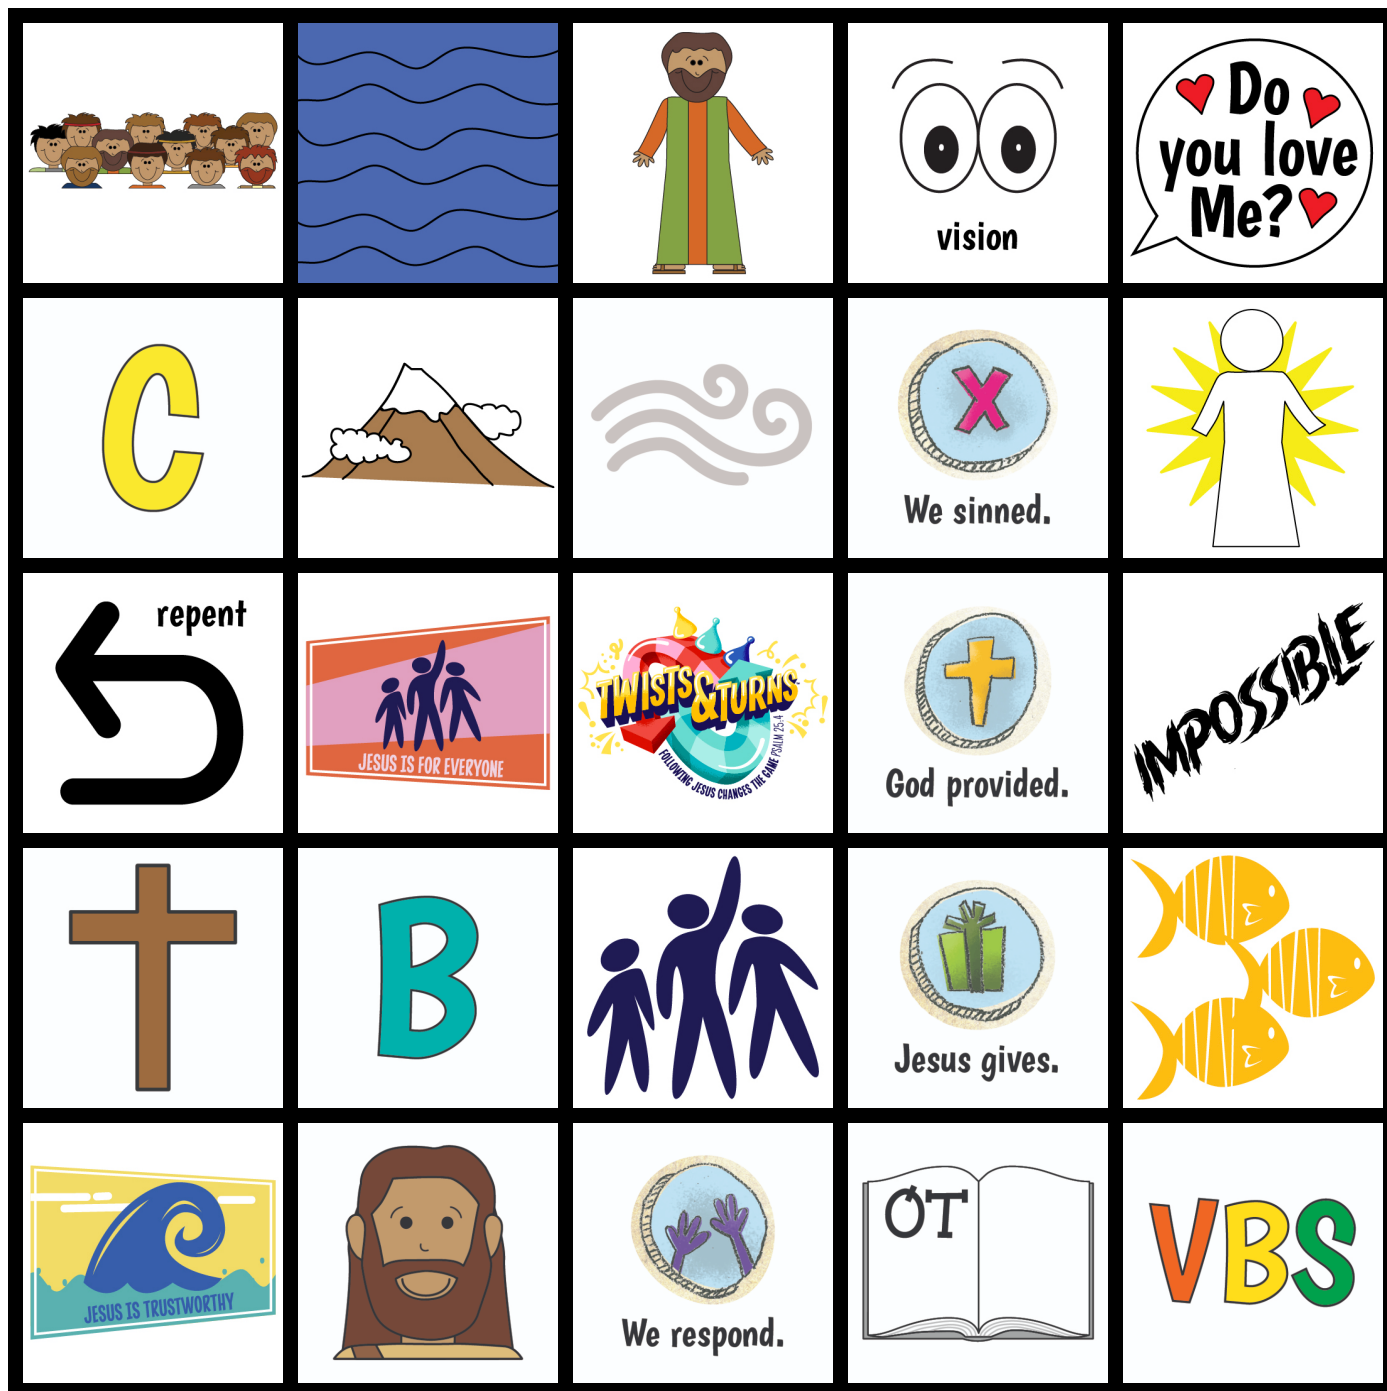 vision
Do
you love
Me?
C
X
We sinned.
repent
JESUS IS FOR EVERYONE
TWISTS & TURNS
FOLLOWING JESUS CHANGES THE GAME PSALM 25:4
God provided.
IMPOSSIBLE
B
Jesus gives.
JESUS IS TRUSTWORTHY
We respond.
OT
VBS